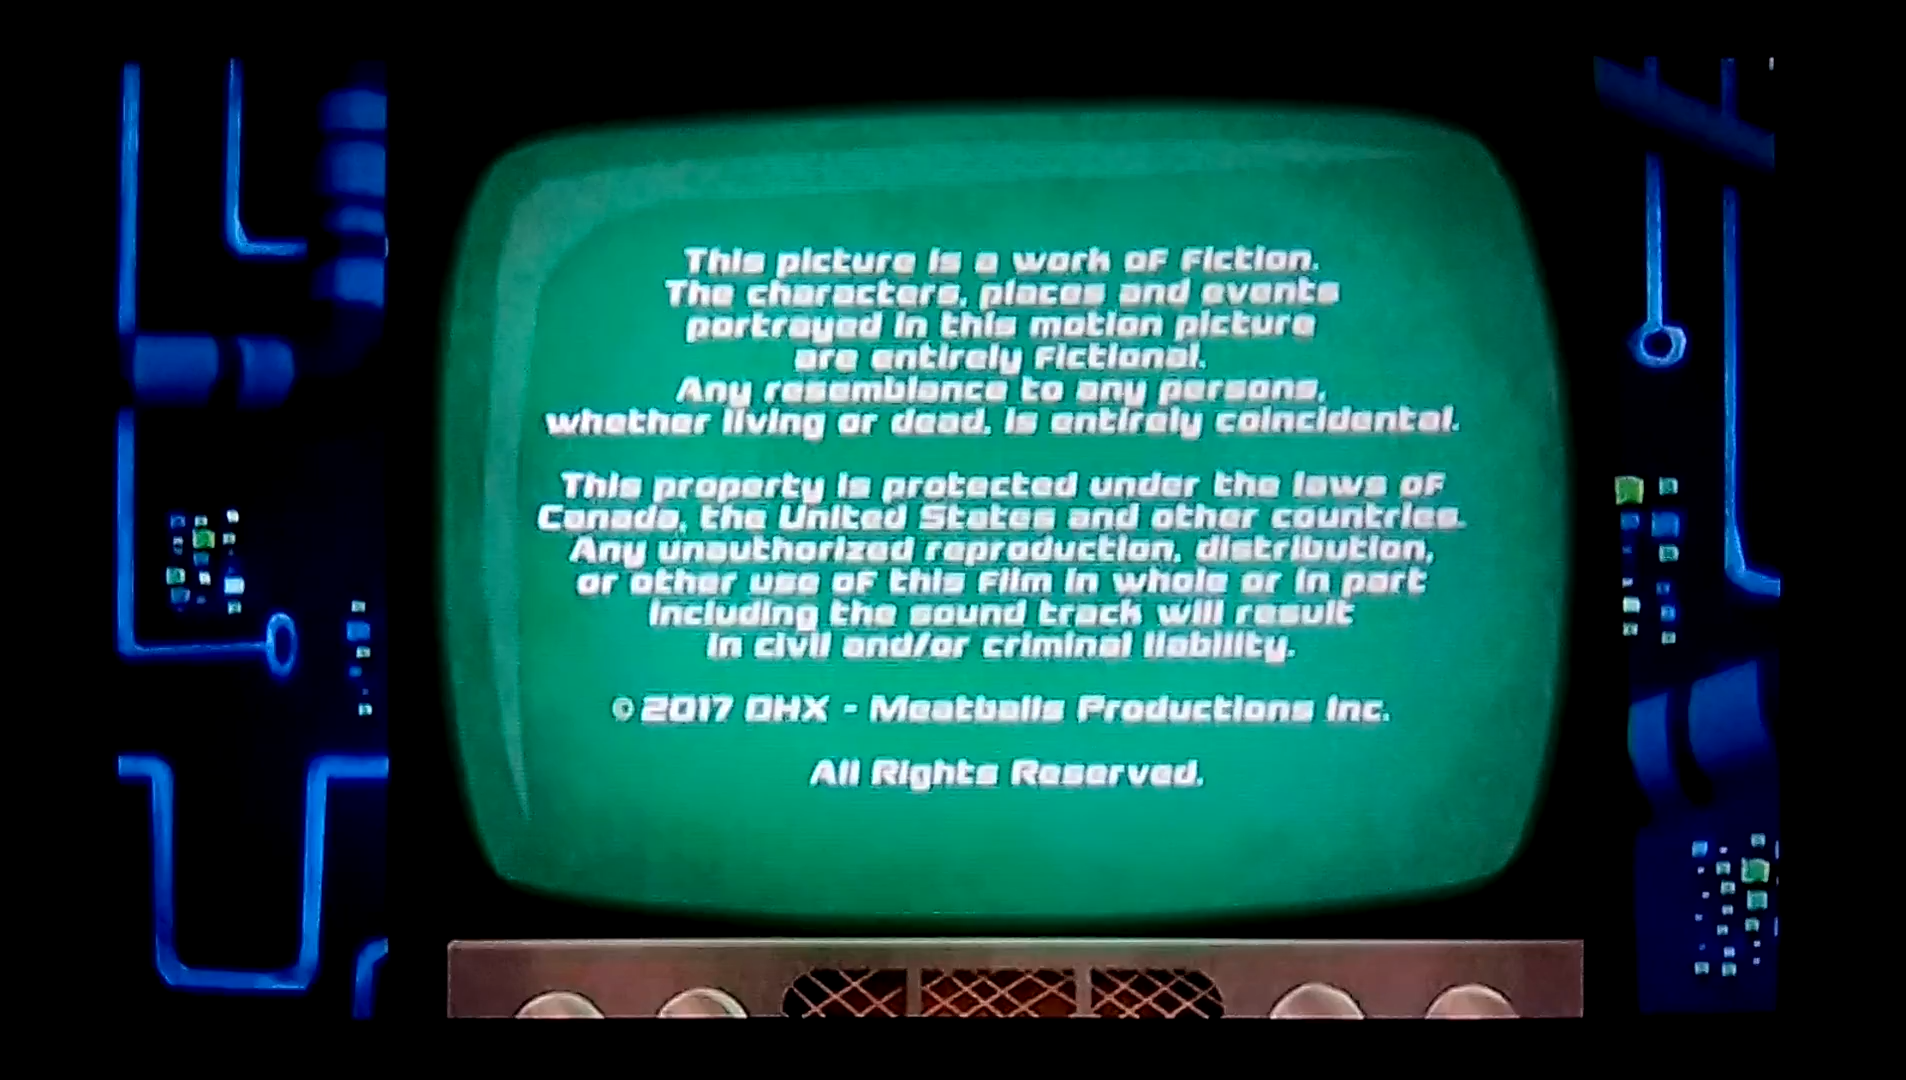 This picture is a work of fiction.
The characters, places and events
portrayed in this motion picture
are entirely fictional.
Any resemblance to any persons,
whether living or dead, is entirely coincidental.
This property is protected under the laws of
Canada, the United States and other countries.
Any unauthorized reproduction, distribution,
or other use of this film in whole or in part
including the sound track will result
in civil and/or criminal liability.
© 2017 DHX - Meatballs Productions Inc.
All Rights Reserved.